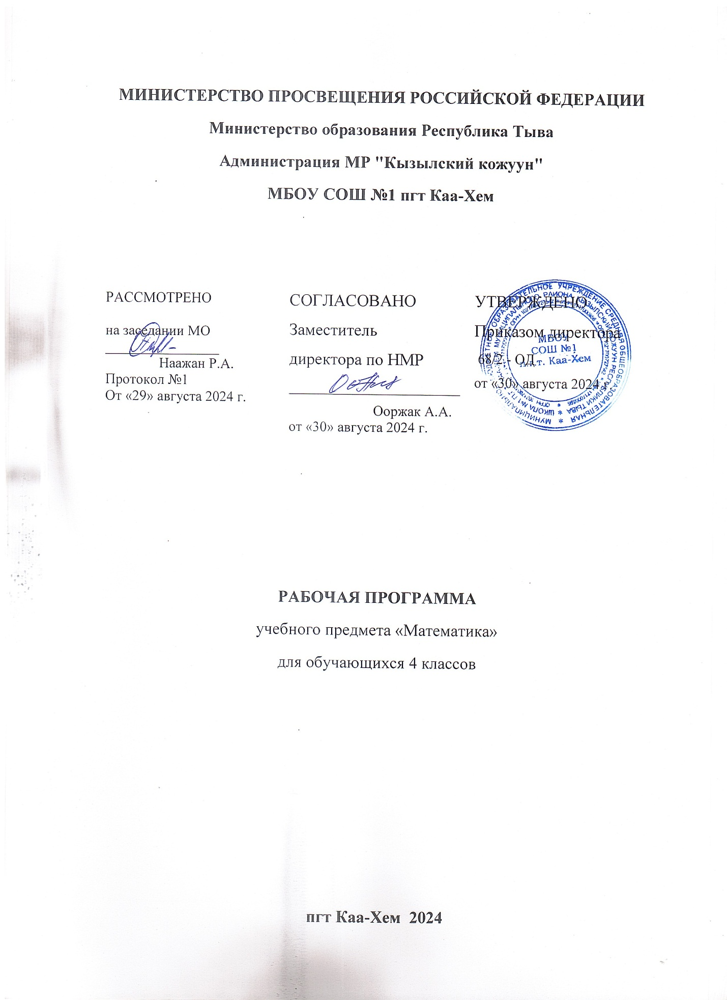 МИНИСТЕРСТВО ПРОСВЕЩЕНИЯ РОССИЙСКОЙ ФЕДЕРАЦИИ
Министерство образования Республика Тыва
Администрация МР "Кызылский кожуун"
МБОУ СОШ №1 пгт Каа-Хем
РАССМОТРЕНО
на заседании МО
Наажан Р.А.
Протокол №1
От «29» августа 2024 г.
СОГЛАСОВАНО
Заместитель
директора по НМР
Ооржак А.А.
от «30» августа 2024 г.
УТВЕРЖДЕНО
Приказом директора
68/2 - ОД
от «30» августа 2024 г.
МБОУ
СОШ №1
п.г.т. Каа-Хем
РАБОЧАЯ ПРОГРАММА
учебного предмета «Математика»
для обучающихся 4 классов
пгт Каа-Хем 2024